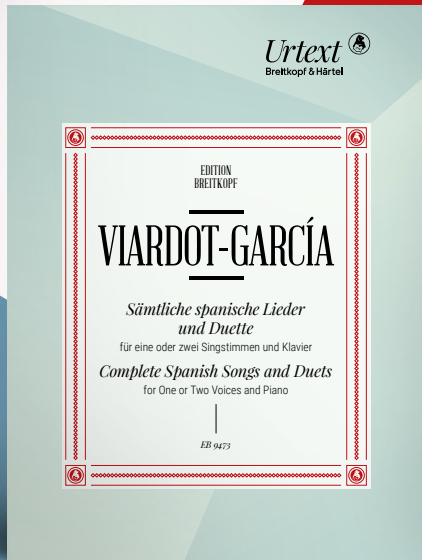 Urtext
Breitkopf & Härtel
EDITION
BREITKOPF
VIARDOT-GARCÍA
Sämtliche spanische Lieder
und Duette
für eine oder zwei Singstimmen und Klavier
Complete Spanish Songs and Duets
for One or Two Voices and Piano
EB 9473